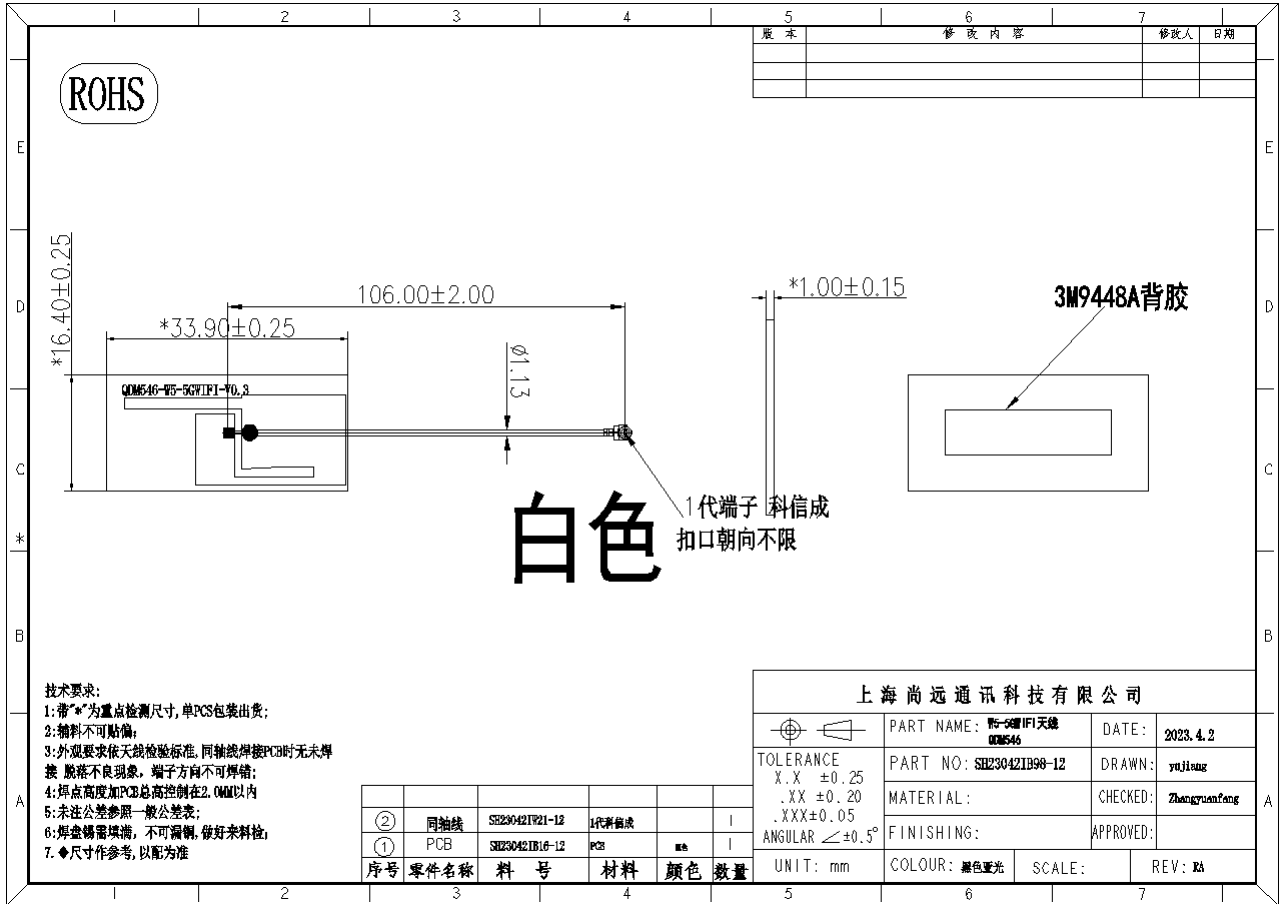 1 2 3 4 5 6 7
版 本 修 改 内 容 修改人 日期
ROHS
E E
D D
C C
*
B B
A A
*16.40±0.25
106.00±2.00
*33.90±0.25
QDM546-W5-5GWIFI-V0.3
Ø1.13
*1.00±0.15
3M9448A背胶
1代端子 科信成
扣口朝向不限
白色
技术要求:
1:带"*"为重点检测尺寸,单PCS包装出货;
2:辅料不可贴偏;
3:外观要求依天线检验标准,同轴线焊接PCB时无未焊
接 脱落不良现象，端子方向不可焊错;
4:焊点高度加PCB总高控制在2.0MM以内
5:未注公差参照一般公差表;
6:焊盘锡需填满，不可漏铜,做好来料检;
7.◆尺寸作参考,以配为准
② 同轴线 SH23042IW21-12 1代科信成 1
① PCB SH23042IB16-12 PCB 1
序号 零件名称 料 号 材料 颜色 数量
上海尚远通讯科技有限公司
PART NAME: W5-5GWIFI天线
QDM546
DATE: 2023.4.2
TOLERANCE
X.X ±0.25
.XX ±0.20
.XXX±0.05
ANGULAR ∠±0.5°
PART NO: SH23042IB98-12
DRAWN: yujiang
MATERIAL:
CHECKED: Zhangyuanfang
FINISHING:
APPROVED:
UNIT: mm
COLOUR: 黑色亚光
SCALE:
REV: RA
1 2 3 4 5 6 7